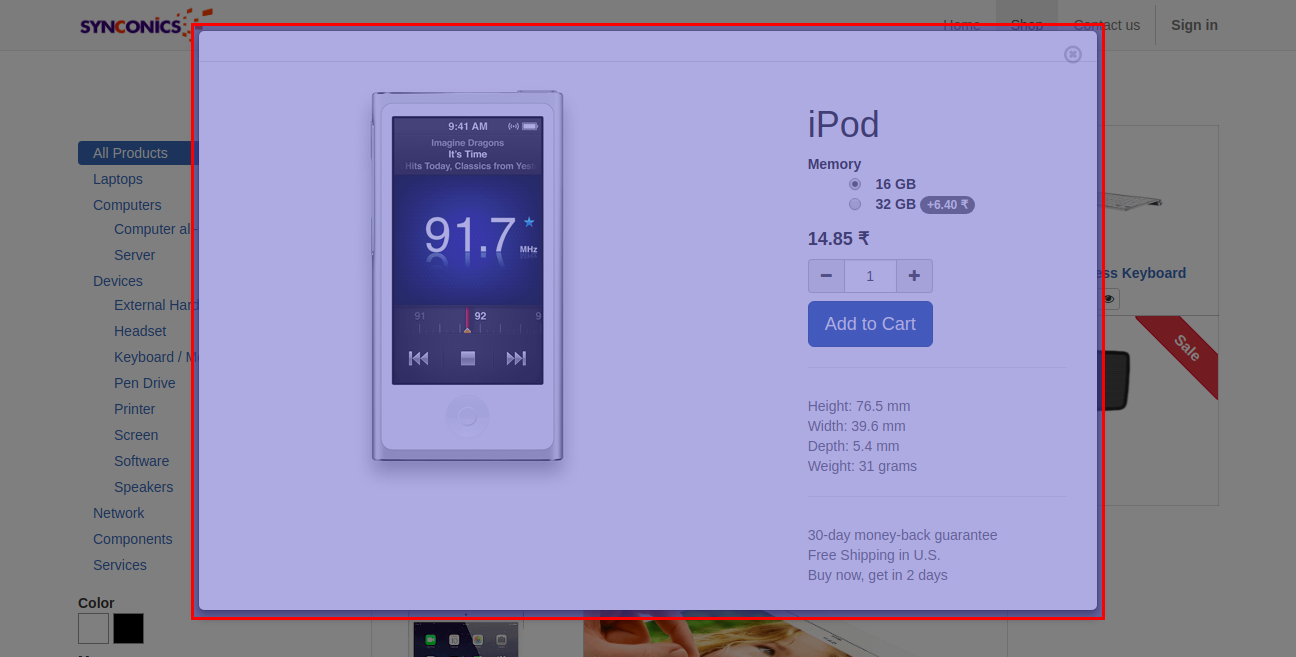 SYNCONICS
Home
Shop
Contact us
Sign in
All Products
Laptops
Computers
Computer al
Server
Devices
External Hard
Headset
Keyboard / M
Pen Drive
Printer
Screen
Software
Speakers
Network
Components
Services
Color
9:41 AM
Imagine Dragons
It's Time
Hits Today, Classics from Yes
91.7
MHz
91 92 9
iPod
Memory
16 GB
32 GB +6.40 ₹
14.85 ₹
1
Add to Cart
Height: 76.5 mm
Width: 39.6 mm
Depth: 5.4 mm
Weight: 31 grams
30-day money-back guarantee
Free Shipping in U.S.
Buy now, get in 2 days
ss Keyboard
Sale